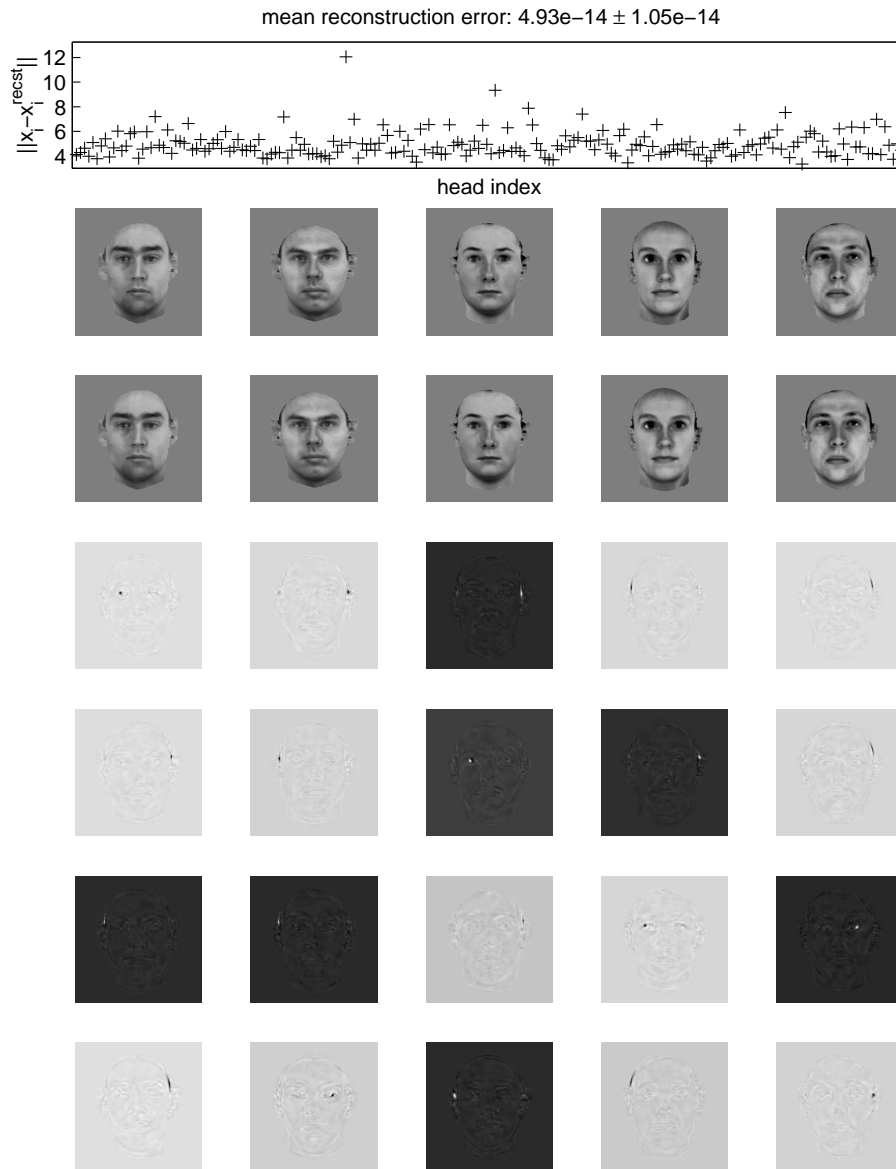 mean reconstruction error: 4.93e−14 ± 1.05e−14
12
10
8
6
4
||x_i−x_i^recst||
head index